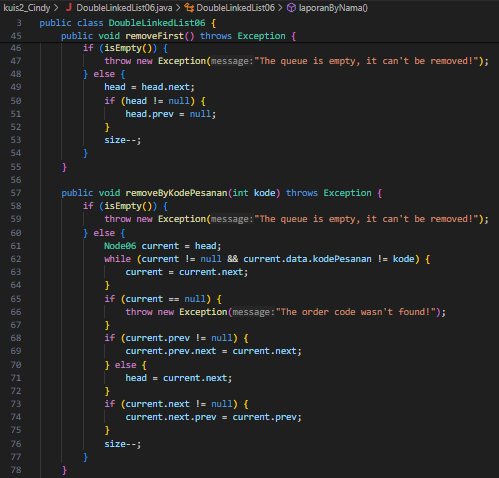 kuis2_Cindy > J DoubleLinkedList06.java > DoubleLinkedList06 > laporanByNama()
3 public class DoubleLinkedList06 {
45 public void removeFirst() throws Exception {
46 if (isEmpty()) {
47 throw new Exception(message:"The queue is empty, it can't be removed!");
48 } else {
49 head = head.next;
50 if (head != null) {
51 head.prev = null;
52 }
53 size--;
54 }
55 }
56
57 public void removeByKodePesanan(int kode) throws Exception {
58 if (isEmpty()) {
59 throw new Exception(message:"The queue is empty, it can't be removed!");
60 } else {
61 Node06 current = head;
62 while (current != null && current.data.kodePesanan != kode) {
63 current = current.next;
64 }
65 if (current == null) {
66 throw new Exception(message:"The order code wasn't found!");
67 }
68 if (current.prev != null) {
69 current.prev.next = current.next;
70 } else {
71 head = current.next;
72 }
73 if (current.next != null) {
74 current.next.prev = current.prev;
75 }
76 size--;
77 }
78 }